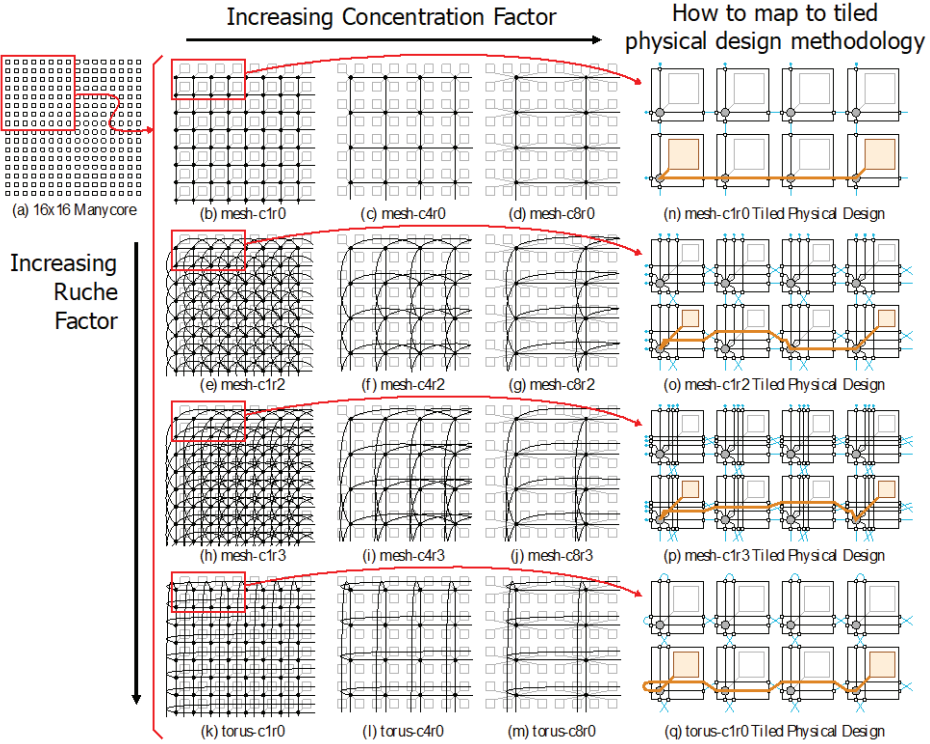 Increasing Concentration Factor
How to map to tiled
physical design methodology
(a) 16x16 Manycore
(b) mesh-c1r0
(c) mesh-c4r0
(d) mesh-c8r0
(n) mesh-c1r0 Tiled Physical Design
Increasing
Ruche
Factor
(e) mesh-c1r2
(f) mesh-c4r2
(g) mesh-c8r2
(o) mesh-c1r2 Tiled Physical Design
(h) mesh-c1r3
(i) mesh-c4r3
(j) mesh-c8r3
(p) mesh-c1r3 Tiled Physical Design
(k) torus-c1r0
(l) torus-c4r0
(m) torus-c8r0
(q) torus-c1r0 Tiled Physical Design